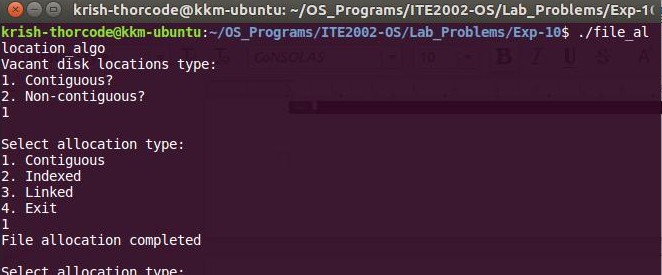 krish-thorcode@kkm-ubuntu: ~/OS_Programs/ITE2002-OS/Lab_Problems/Exp-10
krish-thorcode@kkm-ubuntu:~/OS_Programs/ITE2002-OS/Lab_Problems/Exp-10$ ./file_al
location_algo
Vacant disk locations type:
1. Contiguous?
2. Non-contiguous?
1
Select allocation type:
1. Contiguous
2. Indexed
3. Linked
4. Exit
1
File allocation completed
Select allocation type: